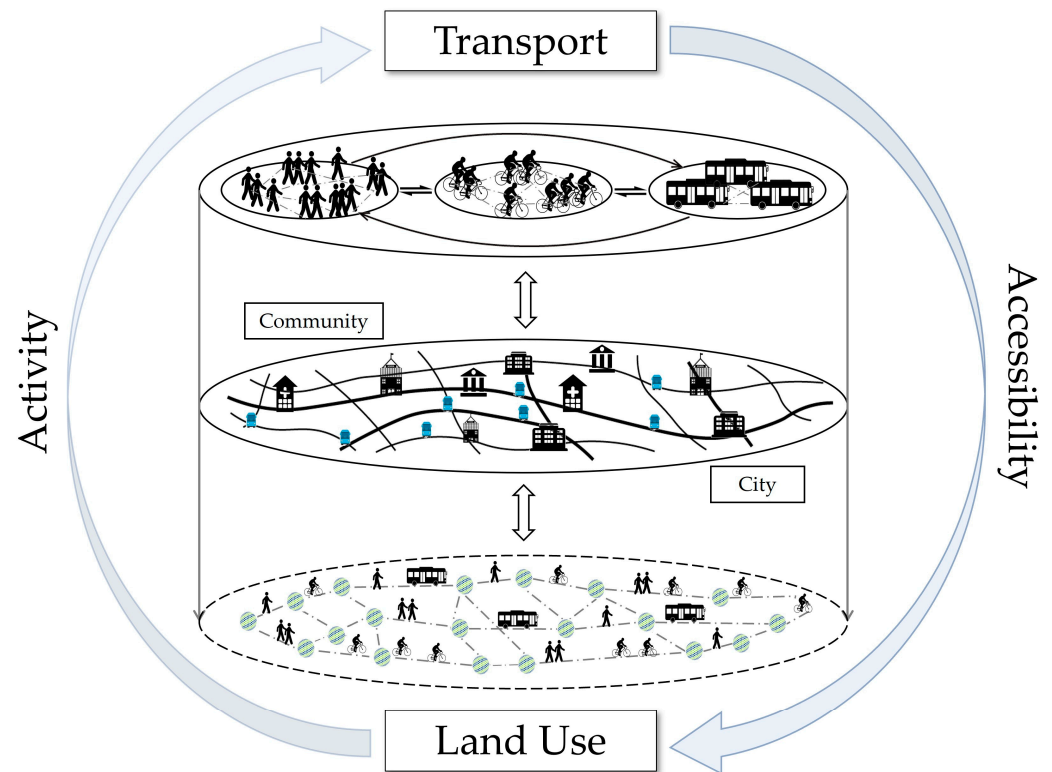 Transport
Activity
Accessibility
Community
City
Land Use